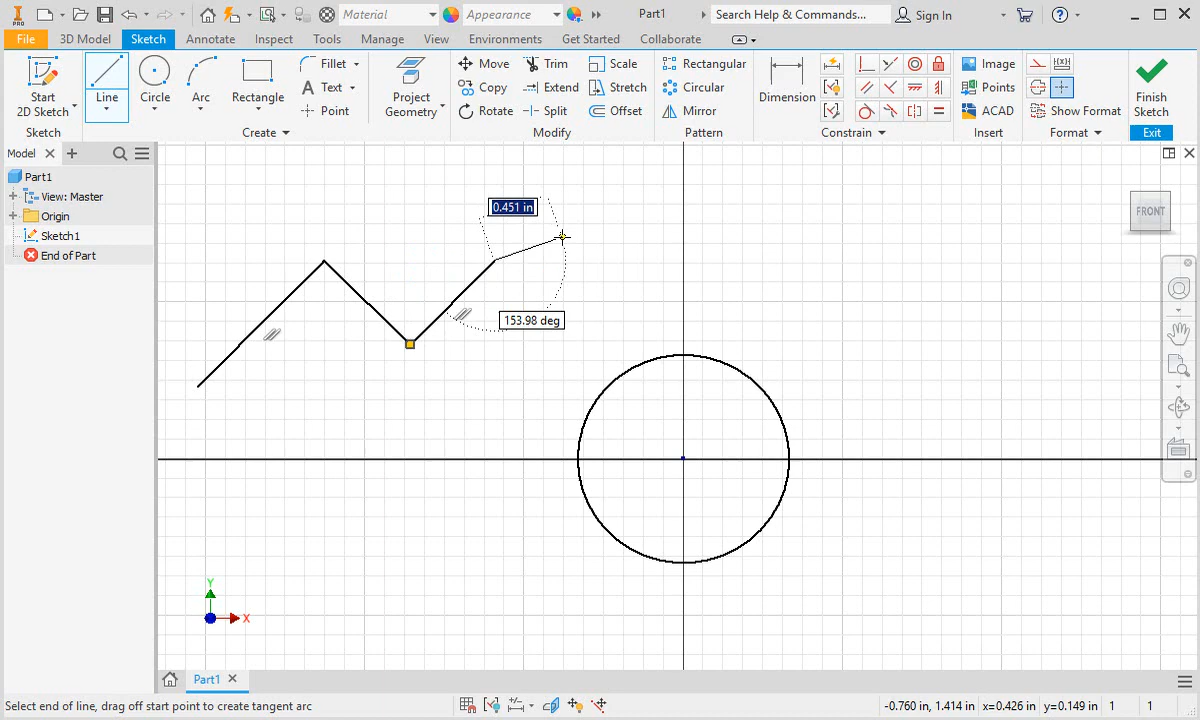 I PRO Material Appearance Part1 Search Help & Commands... Sign In
File 3D Model Sketch Annotate Inspect Tools Manage View Environments Get Started Collaborate
Start 2D Sketch Line Circle Arc Rectangle Fillet Text Point Project Geometry
Move Trim Scale Copy Extend Stretch Rotate Split Offset
Rectangular Circular Mirror Dimension Image Points ACAD Show Format Finish Sketch
Sketch Create Modify Pattern Constrain Insert Format Exit
Model
Part1
View: Master
Origin
Sketch1
End of Part
FRONT
0.451 in
153.98 deg
Y
X
Part1
Select end of line, drag off start point to create tangent arc -0.760 in, 1.414 in x=0.426 in y=0.149 in 1 1